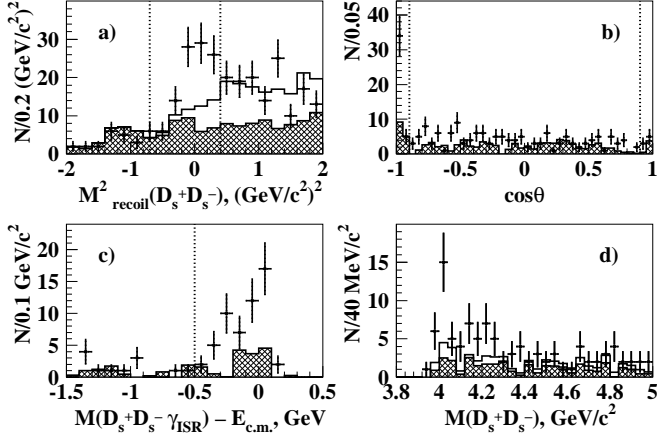 a)
N/0.2 (GeV/c²)²
30
20
10
0
-2 -1 0 1 2
M²recoil(Ds+Ds-), (GeV/c²)²
b)
N/0.05
40
35
30
25
20
15
10
5
0
-1 -0.5 0 0.5 1
cosθ
c)
N/0.1 GeV/c²
20
15
10
5
0
-1.5 -1 -0.5 0 0.5
M(Ds+Ds- γISR) – Ec.m., GeV
d)
N/40 MeV/c²
15
10
5
0
3.8 4 4.2 4.4 4.6 4.8 5
M(Ds+Ds-), GeV/c²